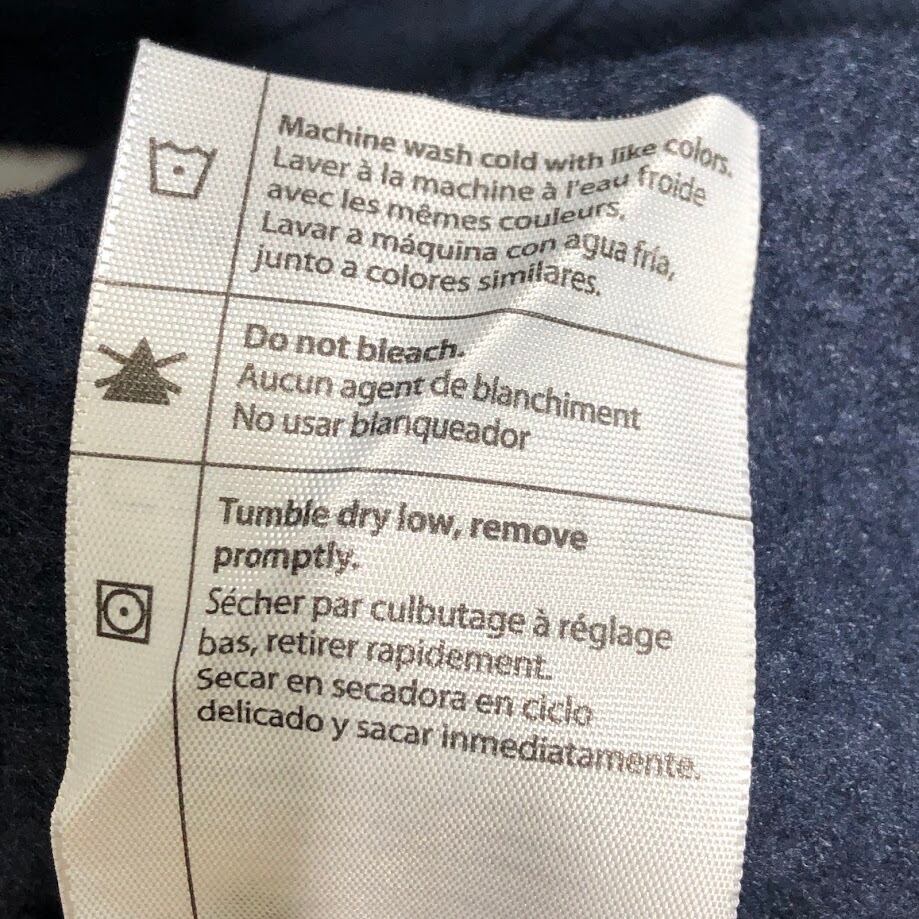 Machine wash cold with like colors.
Laver à la machine à l'eau froide
avec les mêmes couleurs.
Lavar a máquina con agua fría,
junto a colores similares.
Do not bleach.
Aucun agent de blanchiment
No usar blanqueador
Tumble dry low, remove
promptly.
Sécher par culbutage à réglage
bas, retirer rapidement.
Secar en secadora en ciclo
delicado y sacar inmediatamente.